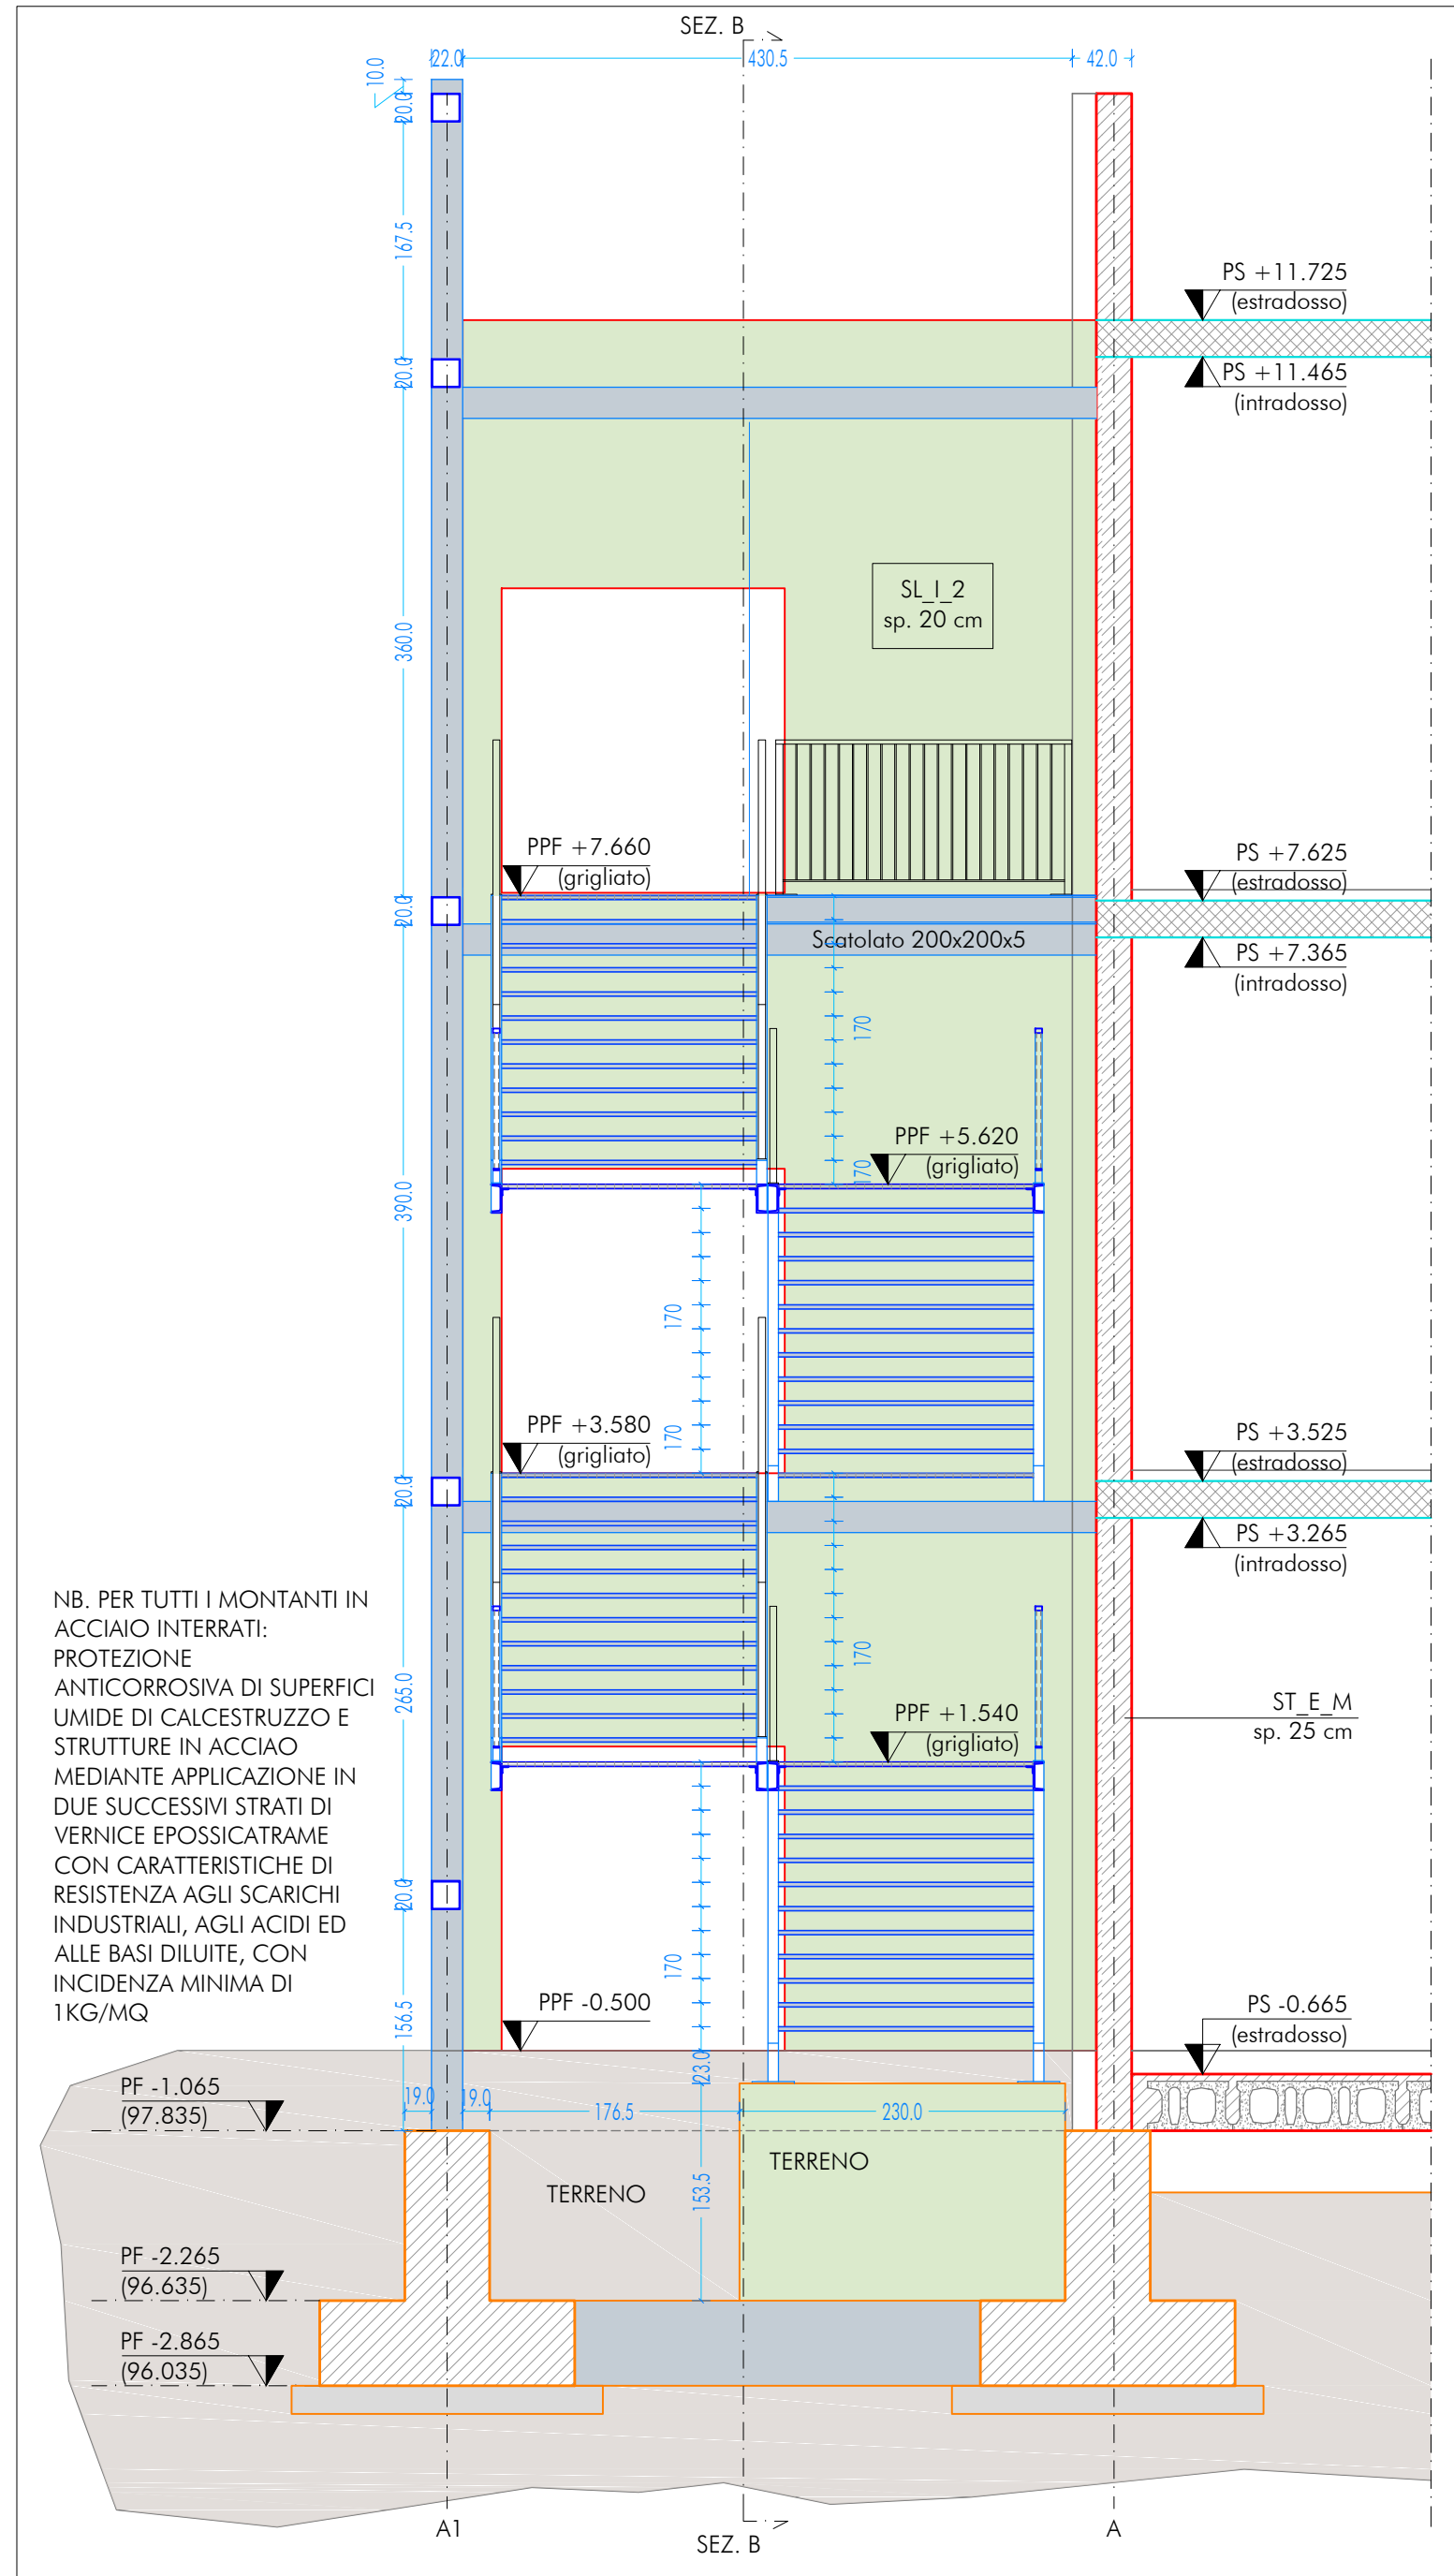 SEZ. B
22.0
430.5
42.0
10.0
20.0
167.5
PS +11.725
(estradosso)
20.0
PS +11.465
(intradosso)
SL_I_2
sp. 20 cm
360.0
PPF +7.660
(grigliato)
PS +7.625
(estradosso)
20.0
Scatolato 200x200x5
PS +7.365
(intradosso)
170
PPF +5.620
(grigliato)
170
390.0
170
PPF +3.580
(grigliato)
170
PS +3.525
(estradosso)
20.0
PS +3.265
(intradosso)
NB. PER TUTTI I MONTANTI IN
ACCIAIO INTERRATI:
PROTEZIONE
ANTICORROSIVA DI SUPERFICI
UMIDE DI CALCESTRUZZO E
STRUTTURE IN ACCIAO
MEDIANTE APPLICAZIONE IN
DUE SUCCESSIVI STRATI DI
VERNICE EPOSSICATRAME
CON CARATTERISTICHE DI
RESISTENZA AGLI SCARICHI
INDUSTRIALI, AGLI ACIDI ED
ALLE BASI DILUITE, CON
INCIDENZA MINIMA DI
1KG/MQ
265.0
170
PPF +1.540
(grigliato)
ST_E_M
sp. 25 cm
20.0
170
156.5
PPF -0.500
PS -0.665
(estradosso)
23.0
PF -1.065
(97.835)
19.0
19.0
176.5
230.0
TERRENO
TERRENO
153.5
PF -2.265
(96.635)
PF -2.865
(96.035)
A1
SEZ. B
A